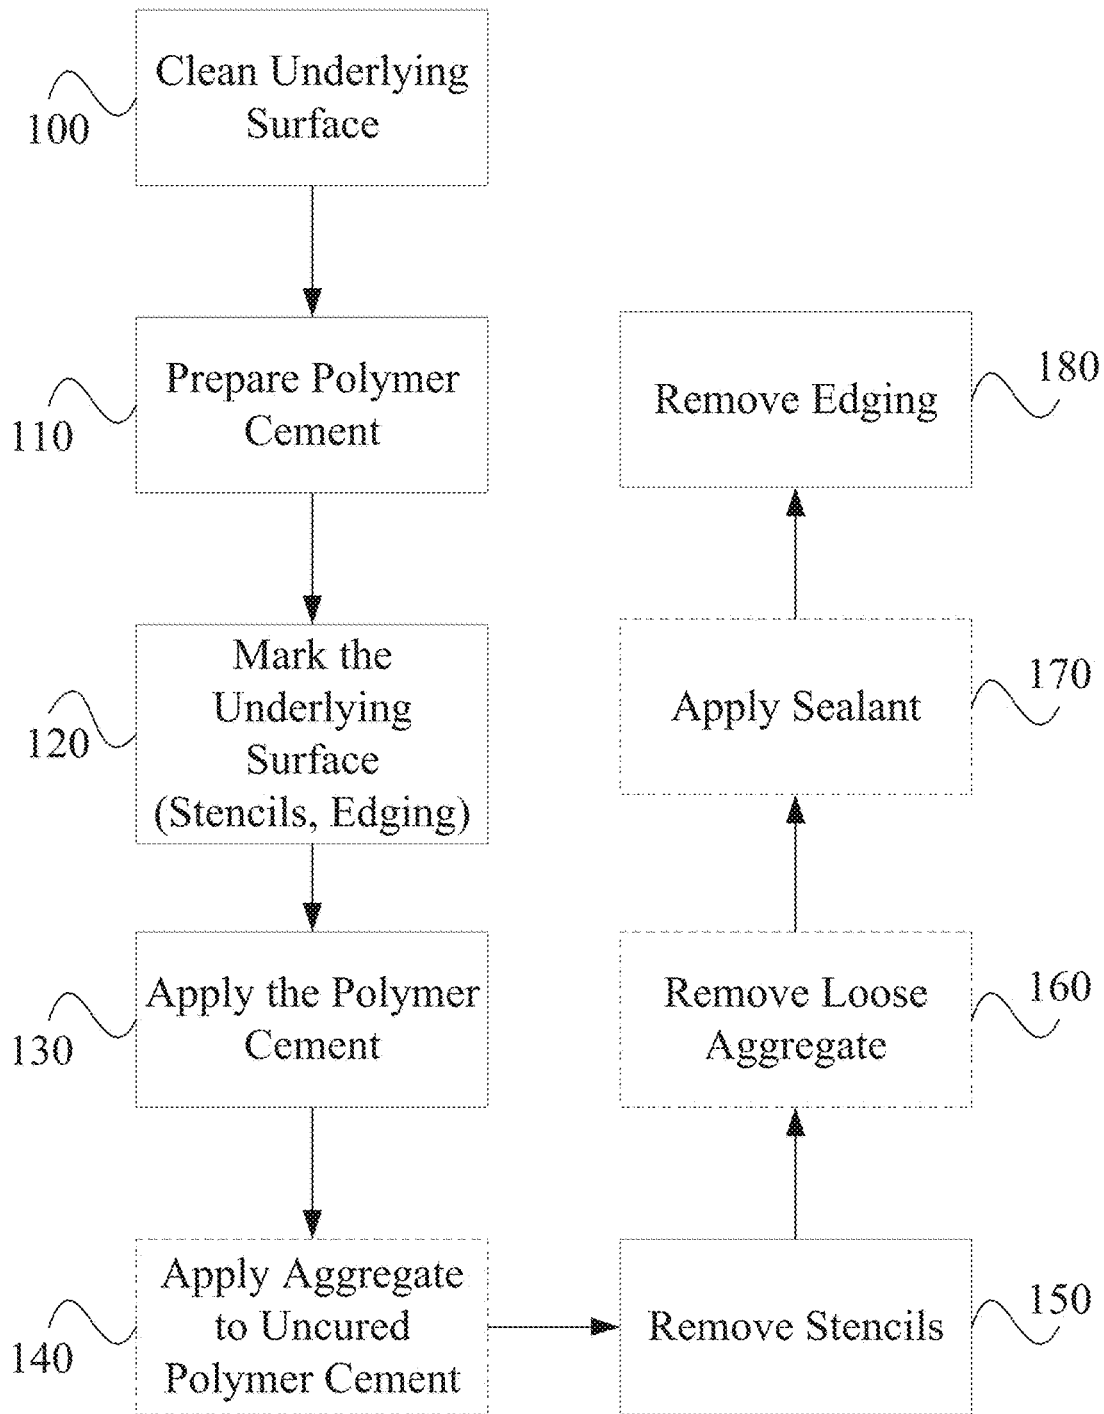 Clean Underlying
Surface
100
Prepare Polymer
Cement
110
Mark the
Underlying
Surface
(Stencils, Edging)
120
Apply the Polymer
Cement
130
Apply Aggregate
to Uncured
Polymer Cement
140
Remove Stencils
150
Remove Loose
Aggregate
160
Apply Sealant
170
Remove Edging
180